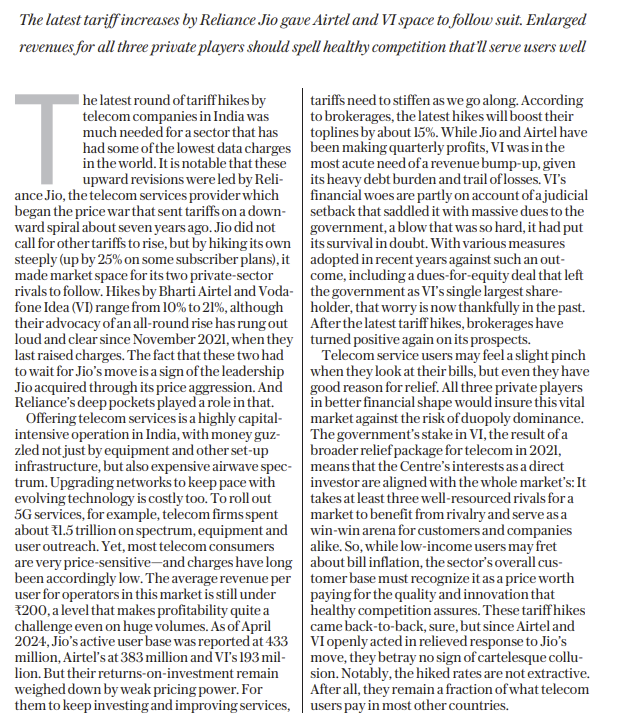 The latest tariff increases by Reliance Jio gave Airtel and VI space to follow suit. Enlarged
revenues for all three private players should spell healthy competition that'll serve users well
The latest round of tariff hikes by
telecom companies in India was
much needed for a sector that has
had some of the lowest data charges
in the world. It is notable that these
upward revisions were led by Reli-
ance Jio, the telecom services provider which
began the price war that sent tariffs on a down-
ward spiral about seven years ago. Jio did not
call for other tariffs to rise, but by hiking its own
steeply (up by 25% on some subscriber plans), it
made market space for its two private-sector
rivals to follow. Hikes by Bharti Airtel and Voda-
fone Idea (VI) range from 10% to 21%, although
their advocacy of an all-round rise has rung out
loud and clear since November 2021, when they
last raised charges. The fact that these two had
to wait for Jio's move is a sign of the leadership
Jio acquired through its price aggression. And
Reliance's deep pockets played a role in that.
Offering telecom services is a highly capital-
intensive operation in India, with money guz-
zled not just by equipment and other set-up
infrastructure, but also expensive airwave spec-
trum. Upgrading networks to keep pace with
evolving technology is costly too. To roll out
5G services, for example, telecom firms spent
about ₹1.5 trillion on spectrum, equipment and
user outreach. Yet, most telecom consumers
are very price-sensitive—and charges have long
been accordingly low. The average revenue per
user for operators in this market is still under
₹200, a level that makes profitability quite a
challenge even on huge volumes. As of April
2024, Jio's active user base was reported at 433
million, Airtel's at 383 million and VI's 193 mil-
lion. But their returns-on-investment remain
weighed down by weak pricing power. For
them to keep investing and improving services,
tariffs need to stiffen as we go along. According
to brokerages, the latest hikes will boost their
toplines by about 15%. While Jio and Airtel have
been making quarterly profits, VI was in the
most acute need of a revenue bump-up, given
its heavy debt burden and trail of losses. VI's
financial woes are partly on account of a judicial
setback that saddled it with massive dues to the
government, a blow that was so hard, it had put
its survival in doubt. With various measures
adopted in recent years against such an out-
come, including a dues-for-equity deal that left
the government as VI's single largest share-
holder, that worry is now thankfully in the past.
After the latest tariff hikes, brokerages have
turned positive again on its prospects.
Telecom service users may feel a slight pinch
when they look at their bills, but even they have
good reason for relief. All three private players
in better financial shape would insure this vital
market against the risk of duopoly dominance.
The government's stake in VI, the result of a
broader relief package for telecom in 2021,
means that the Centre's interests as a direct
investor are aligned with the whole market's: It
takes at least three well-resourced rivals for a
market to benefit from rivalry and serve as a
win-win arena for customers and companies
alike. So, while low-income users may fret
about bill inflation, the sector's overall cus-
tomer base must recognize it as a price worth
paying for the quality and innovation that
healthy competition assures. These tariff hikes
came back-to-back, sure, but since Airtel and
VI openly acted in relieved response to Jio's
move, they betray no sign of cartelesque collu-
sion. Notably, the hiked rates are not extractive.
After all, they remain a fraction of what telecom
users pay in most other countries.